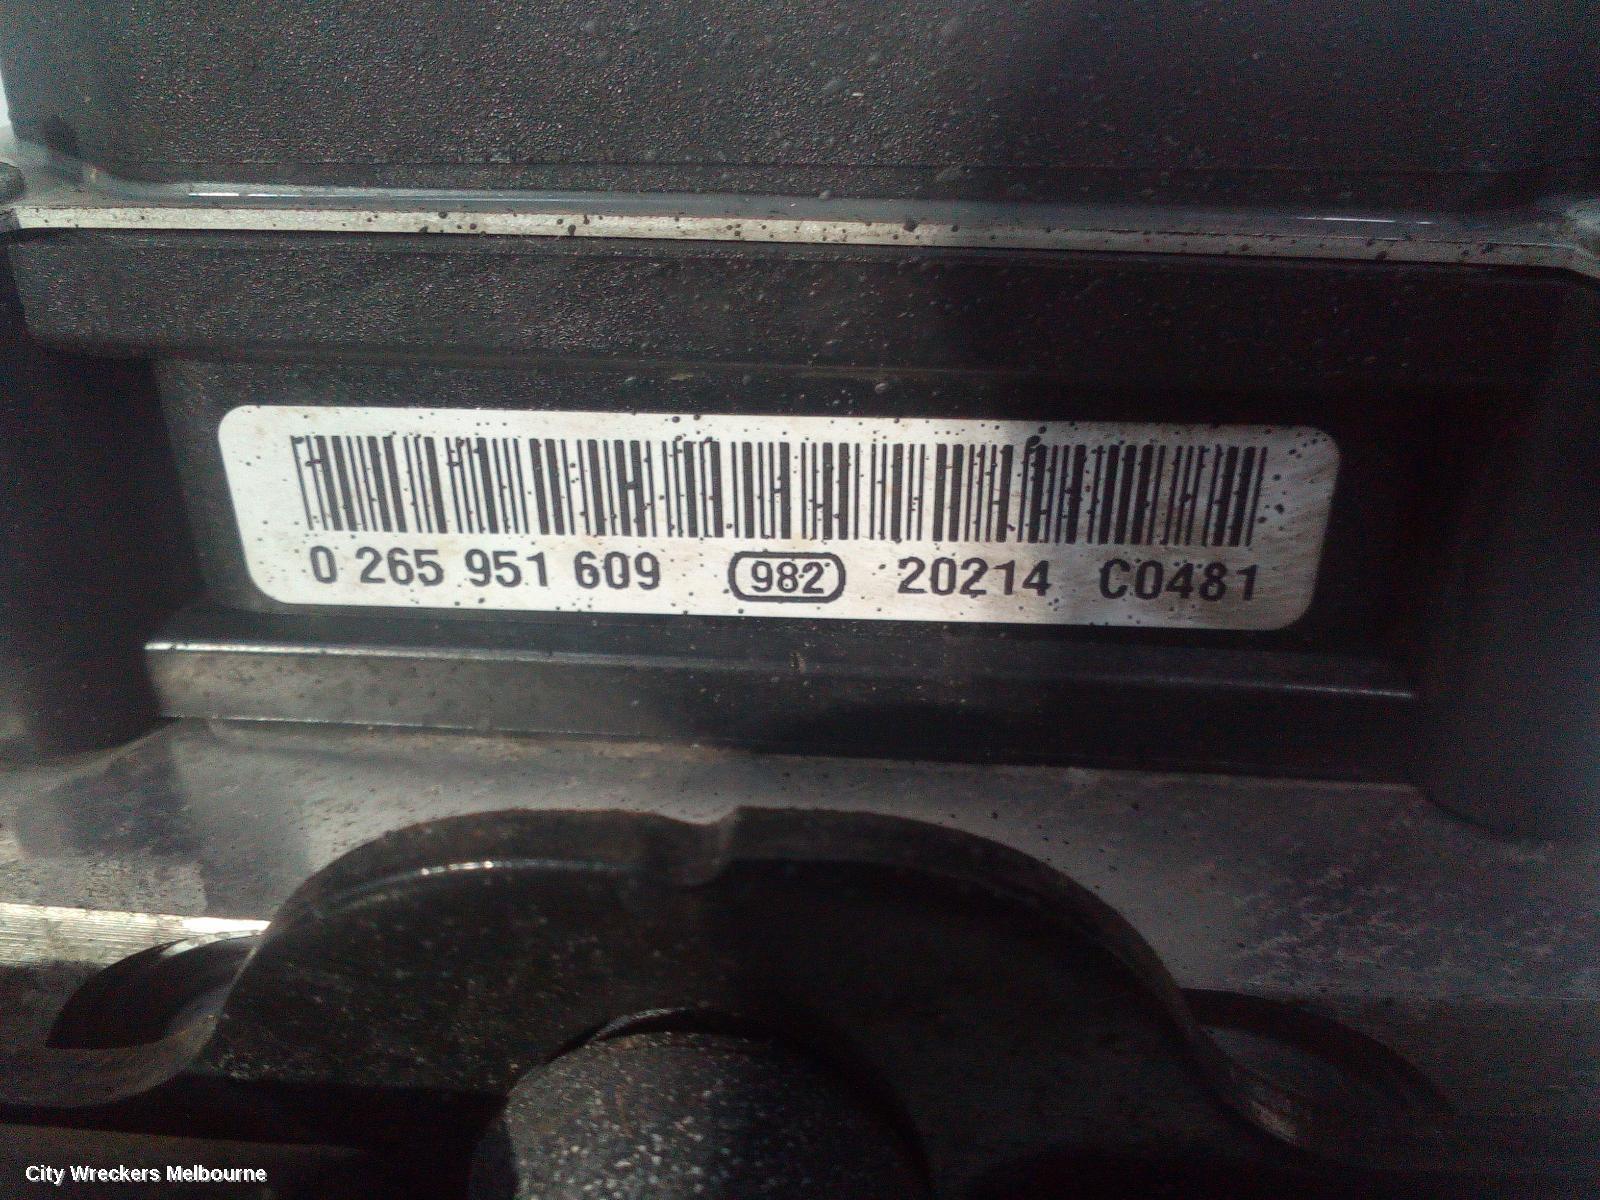 0 265 951 609 982 20214 C0481
City Wreckers Melbourne